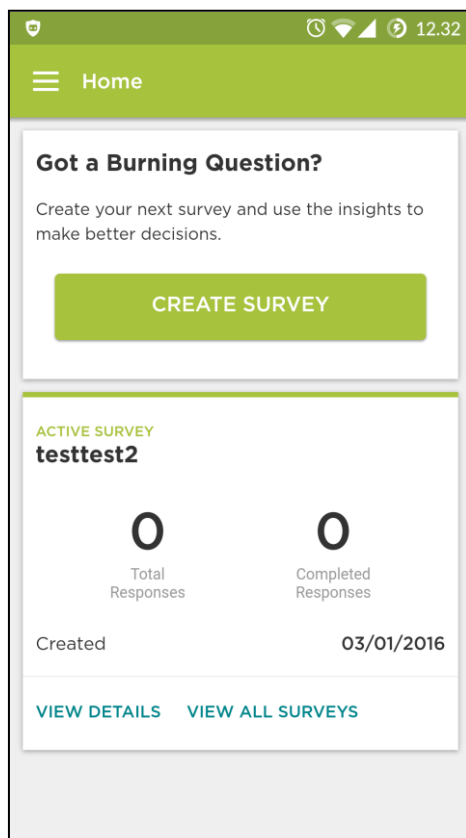 12.32
Home
Got a Burning Question?
Create your next survey and use the insights to
make better decisions.
CREATE SURVEY
ACTIVE SURVEY
testtest2
0 0
Total Completed
Responses Responses
Created 03/01/2016
VIEW DETAILS VIEW ALL SURVEYS